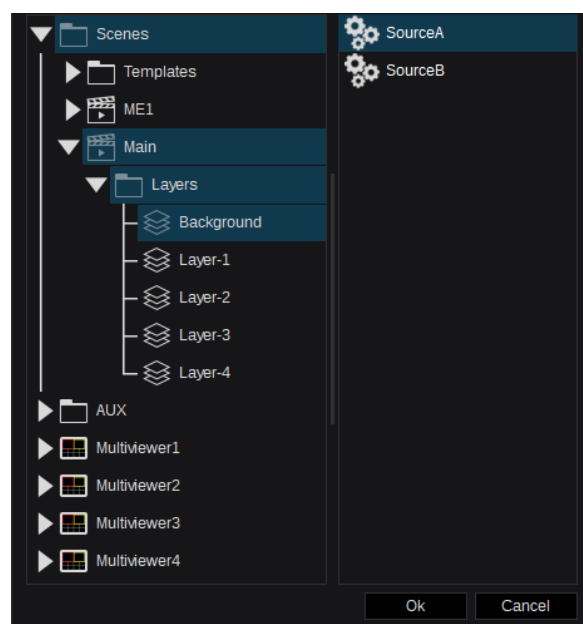 Scenes
Templates
ME1
Main
Layers
Background
Layer-1
Layer-2
Layer-3
Layer-4
AUX
Multiviewer1
Multiviewer2
Multiviewer3
Multiviewer4
SourceA
SourceB
Ok Cancel